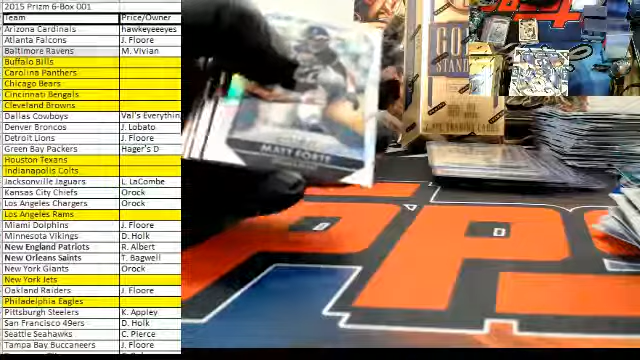 2015 Prizm 6-Box 001
Team Price/Owner
Arizona Cardinals hawkeyeeeyes
Atlanta Falcons J. Floore
Baltimore Ravens M. Vivian
Buffalo Bills
Carolina Panthers
Chicago Bears
Cincinnati Bengals
Cleveland Browns
Dallas Cowboys Val's Everythin
Denver Broncos J. Lobato
Detroit Lions J. Floore
Green Bay Packers Hager's D
Houston Texans
Indianapolis Colts
Jacksonville Jaguars L. LaCombe
Kansas City Chiefs Orock
Los Angeles Chargers Orock
Los Angeles Rams
Miami Dolphins J. Floore
Minnesota Vikings D. Holk
New England Patriots R. Albert
New Orleans Saints T. Bagwell
New York Giants Orock
New York Jets
Oakland Raiders J. Floore
Philadelphia Eagles
Pittsburgh Steelers K. Appley
San Francisco 49ers D. Holk
Seattle Seahawks C. Pierce
Tampa Bay Buccaneers J. Floore
MATT FORTE
PPS